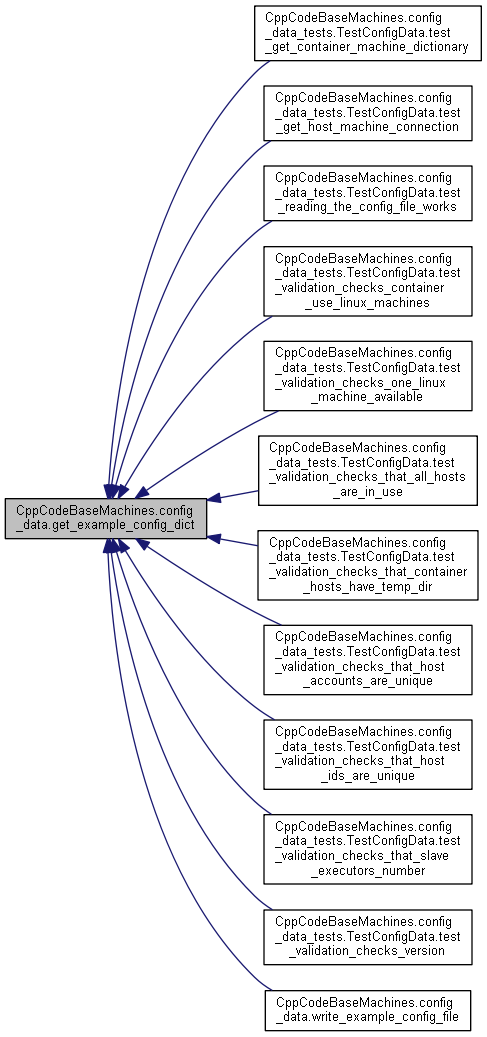 CppCodeBaseMachines.config
_data_tests.TestConfigData.test
_get_container_machine_dictionary
CppCodeBaseMachines.config
_data_tests.TestConfigData.test
_get_host_machine_connection
CppCodeBaseMachines.config
_data_tests.TestConfigData.test
_reading_the_config_file_works
CppCodeBaseMachines.config
_data_tests.TestConfigData.test
_validation_checks_container
_use_linux_machines
CppCodeBaseMachines.config
_data_tests.TestConfigData.test
_validation_checks_one_linux
_machine_available
CppCodeBaseMachines.config
_data_tests.TestConfigData.test
_validation_checks_that_all_hosts
_are_in_use
CppCodeBaseMachines.config
_data.get_example_config_dict
CppCodeBaseMachines.config
_data_tests.TestConfigData.test
_validation_checks_that_container
_hosts_have_temp_dir
CppCodeBaseMachines.config
_data_tests.TestConfigData.test
_validation_checks_that_host
_accounts_are_unique
CppCodeBaseMachines.config
_data_tests.TestConfigData.test
_validation_checks_that_host
_ids_are_unique
CppCodeBaseMachines.config
_data_tests.TestConfigData.test
_validation_checks_that_slave
_executors_number
CppCodeBaseMachines.config
_data_tests.TestConfigData.test
_validation_checks_version
CppCodeBaseMachines.config
_data.write_example_config_file